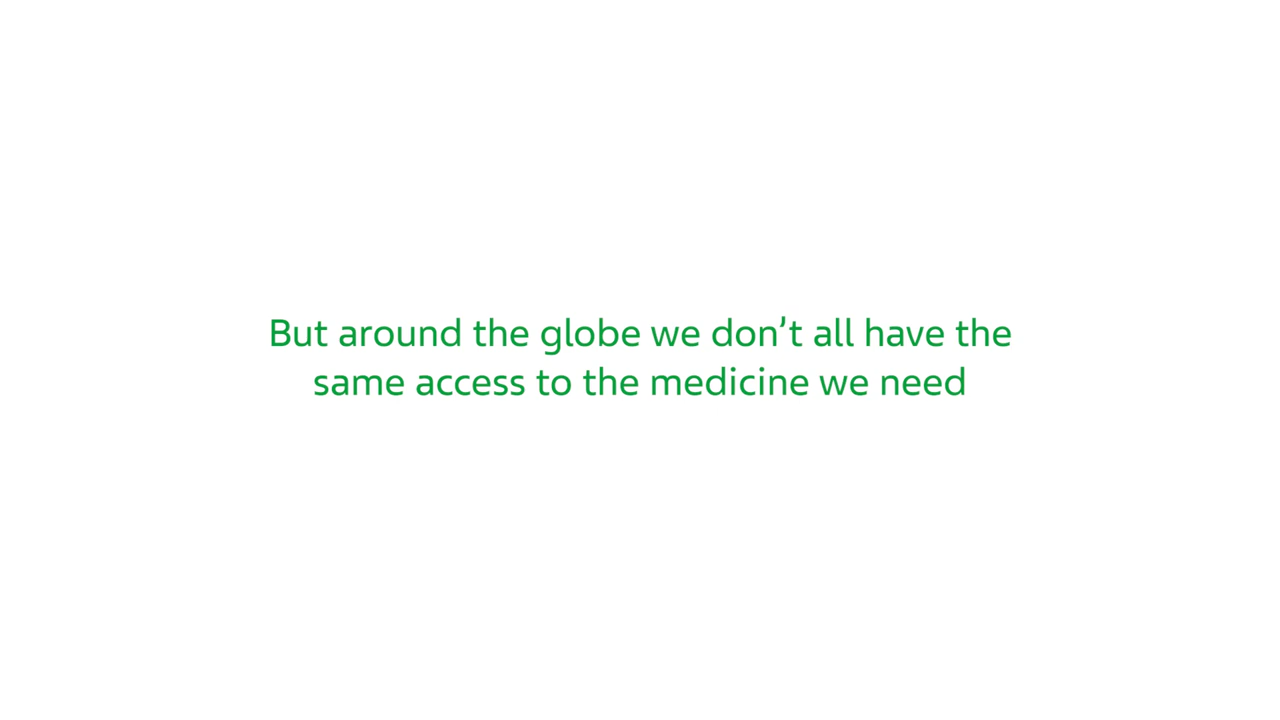 But around the globe we don’t all have the
same access to the medicine we need